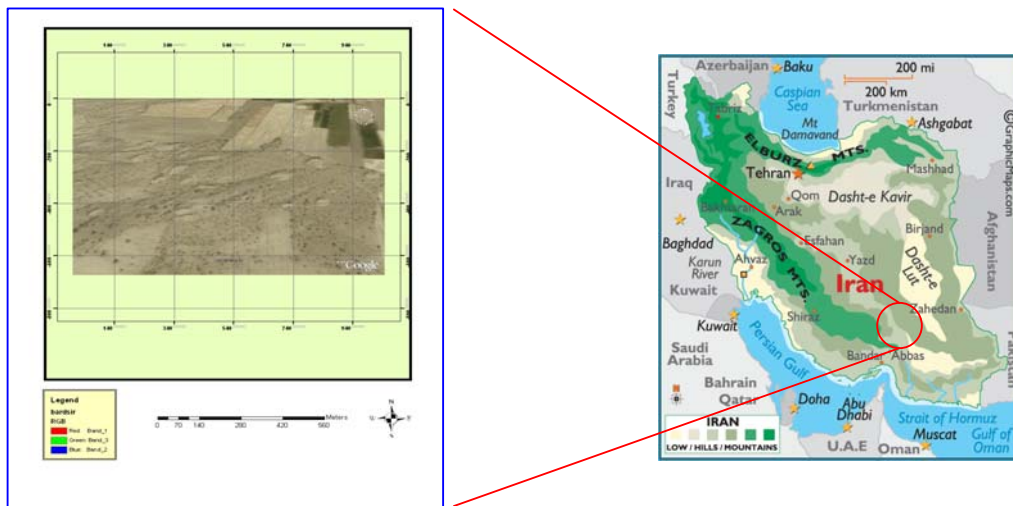 Google
Legend
bardsir
RGB
Red: Band_1
Green: Band_3
Blue: Band_2
0 70 140 280 420 560 Meters
N
W
S
Azerbaijan
Baku
200 mi
200 km
Turkey
Caspian
Sea
Turkmenistan
Mt
Damavand
Ashgabat
©GraphicMaps.com
Tabriz
ELBURZ MTS.
Mashhad
Tehran
Iraq
Qom
Dasht-e Kavir
Bakhtaran
Arak
Afghanistan
Birjand
Baghdad
ZAGROS MTS.
Esfahan
Karun
River
Ahvaz
Yazd
Dasht-e
Lut
Kuwait
Iran
Shiraz
Zahedan
Kuwait
Persian Gulf
Pakistan
Saudi
Arabia
Bandar Abbas
Bahrain
Qatar
Doha
Abu
Dhabi
Strait of Hormuz
IRAN
Muscat
Gulf of
Oman
LOW / HILLS / MOUNTAINS
U.A.E
Oman